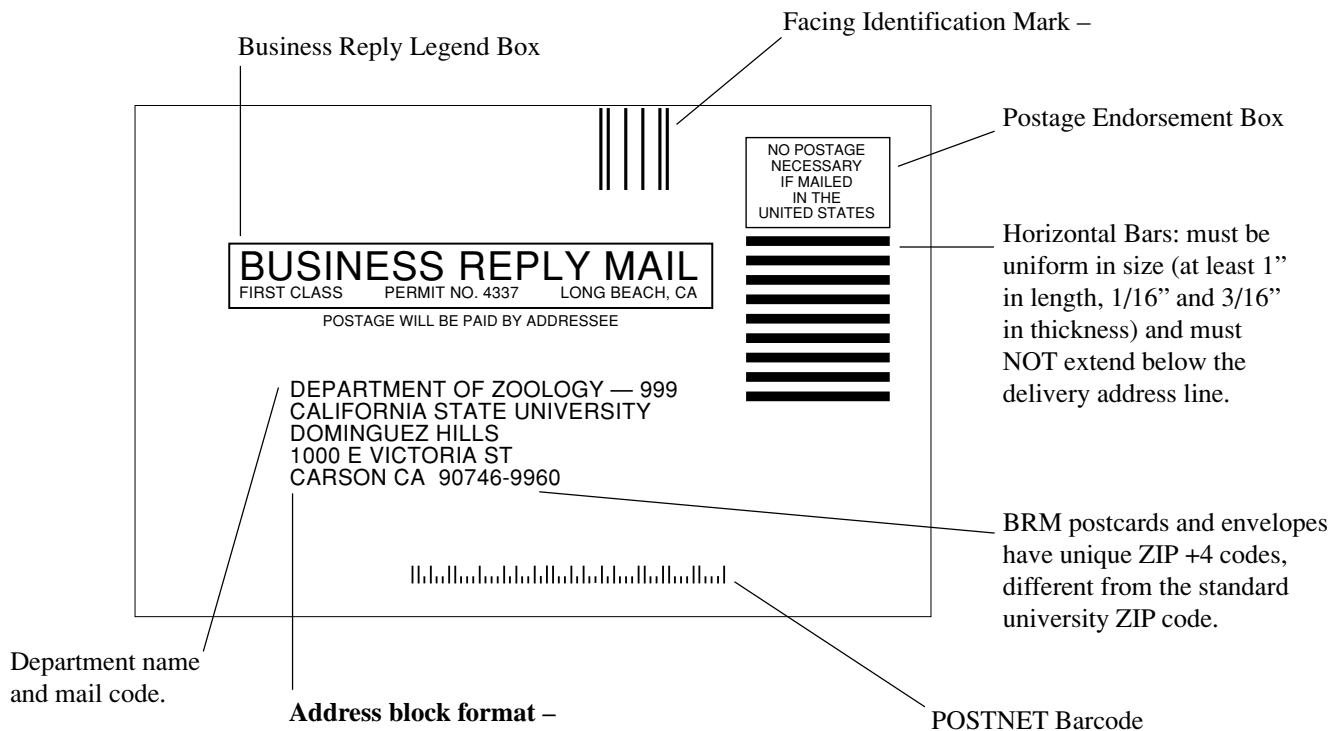 Facing Identification Mark –
Business Reply Legend Box
Postage Endorsement Box
NO POSTAGE
NECESSARY
IF MAILED
IN THE
UNITED STATES
Horizontal Bars: must be
uniform in size (at least 1”
in length, 1/16” and 3/16”
in thickness) and must
NOT extend below the
delivery address line.
BUSINESS REPLY MAIL
FIRST CLASS PERMIT NO. 4337 LONG BEACH, CA
POSTAGE WILL BE PAID BY ADDRESSEE
DEPARTMENT OF ZOOLOGY — 999
CALIFORNIA STATE UNIVERSITY
DOMINGUEZ HILLS
1000 E VICTORIA ST
CARSON CA 90746-9960
BRM postcards and envelopes
have unique ZIP +4 codes,
different from the standard
university ZIP code.
Department name
and mail code.
Address block format –
POSTNET Barcode